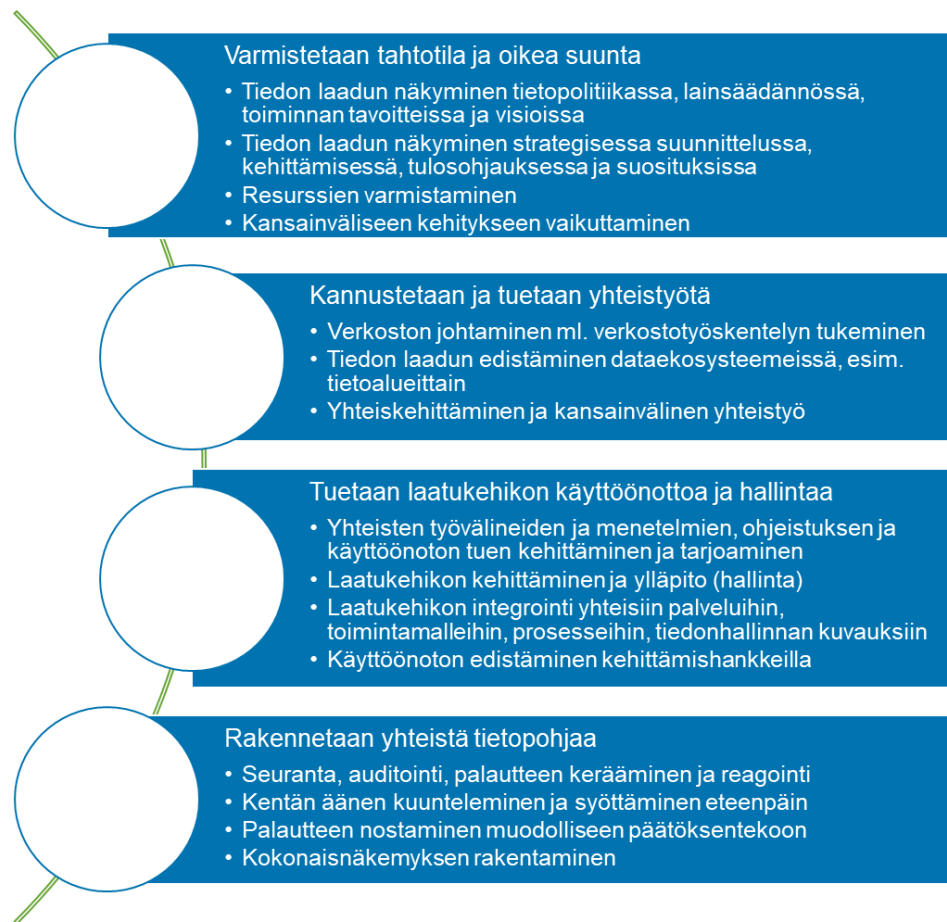 Varmistetaan tahtotila ja oikea suunta
• Tiedon laadun näkyminen tietopolitiikassa, lainsäädännössä,
toiminnan tavoitteissa ja visioissa
• Tiedon laadun näkyminen strategisessa suunnittelussa,
kehittämisessä, tulosohjauksessa ja suosituksissa
• Resurssien varmistaminen
• Kansainväliseen kehitykseen vaikuttaminen
Kannustetaan ja tuetaan yhteistyötä
• Verkoston johtaminen ml. verkostotyöskentelyn tukeminen
• Tiedon laadun edistäminen dataekosysteemeissä, esim.
tietoalueittain
• Yhteiskehittäminen ja kansainvälinen yhteistyö
Tuetaan laatukehikon käyttöönottoa ja hallintaa
• Yhteisten työvälineiden ja menetelmien, ohjeistuksen ja
käyttöönoton tuen kehittäminen ja tarjoaminen
• Laatukehikon kehittäminen ja ylläpito (hallinta)
• Laatukehikon integrointi yhteisiin palveluihin,
toimintamalleihin, prosesseihin, tiedonhallinnan kuvauksiin
• Käyttöönoton edistäminen kehittämishankkeilla
Rakennetaan yhteistä tietopohjaa
• Seuranta, auditointi, palautteen kerääminen ja reagointi
• Kentän äänen kuunteleminen ja syöttäminen eteenpäin
• Palautteen nostaminen muodolliseen päätöksentekoon
• Kokonaisnäkemyksen rakentaminen